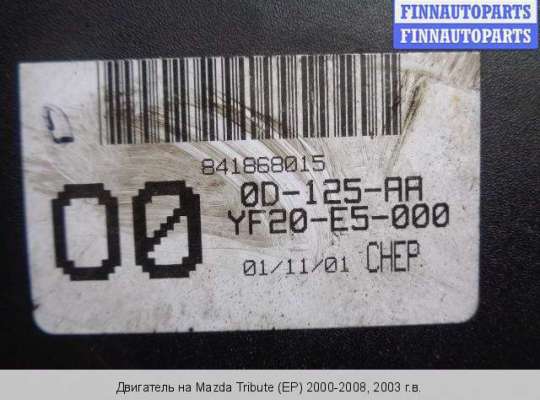 FINNAUTOPARTS
FINNAUTOPARTS
841868015
00 0D-125-AA
YF20-E5-000
01/11/01 CHEP
Двигатель на Mazda Tribute (EP) 2000-2008, 2003 г.в.